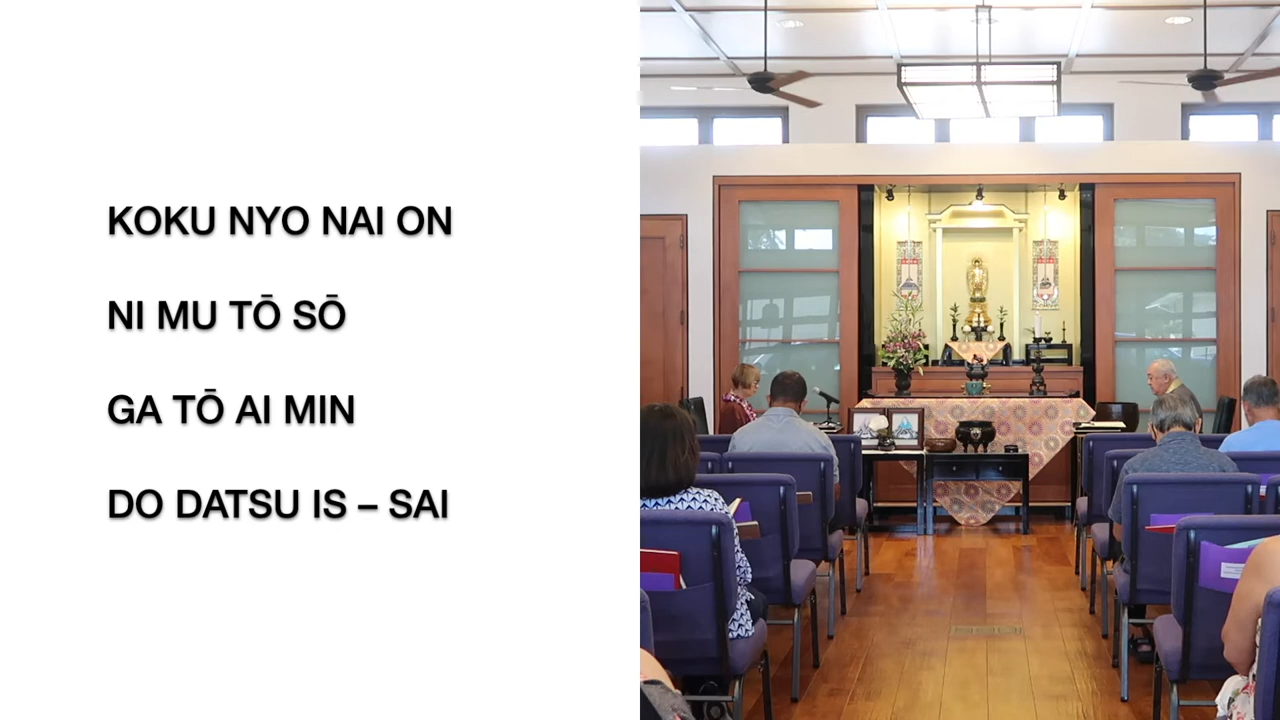 KOKU NYO NAI ON
NI MU TŌ SŌ
GA TŌ AI MIN
DO DATSU IS – SAI